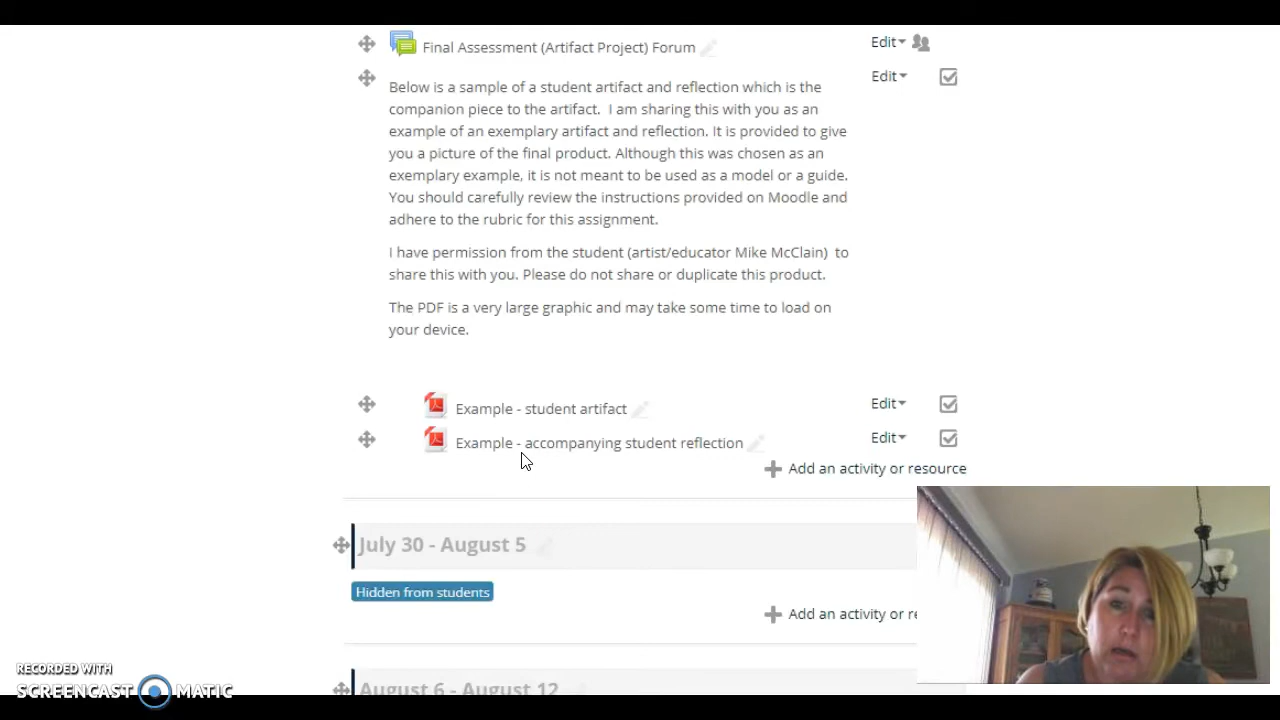 Final Assessment (Artifact Project) Forum
Edit
Edit
Below is a sample of a student artifact and reflection which is the
companion piece to the artifact.  I am sharing this with you as an
example of an exemplary artifact and reflection. It is provided to give
you a picture of the final product. Although this was chosen as an
exemplary example, it is not meant to be used as a model or a guide.
You should carefully review the instructions provided on Moodle and
adhere to the rubric for this assignment.
I have permission from the student (artist/educator Mike McClain)  to
share this with you. Please do not share or duplicate this product.
The PDF is a very large graphic and may take some time to load on
your device.
Example - student artifact
Edit
Example - accompanying student reflection
Edit
Add an activity or resource
July 30 - August 5
Hidden from students
Add an activity or re
August 6 - August 12
RECORDED WITH
SCREENCAST MATIC